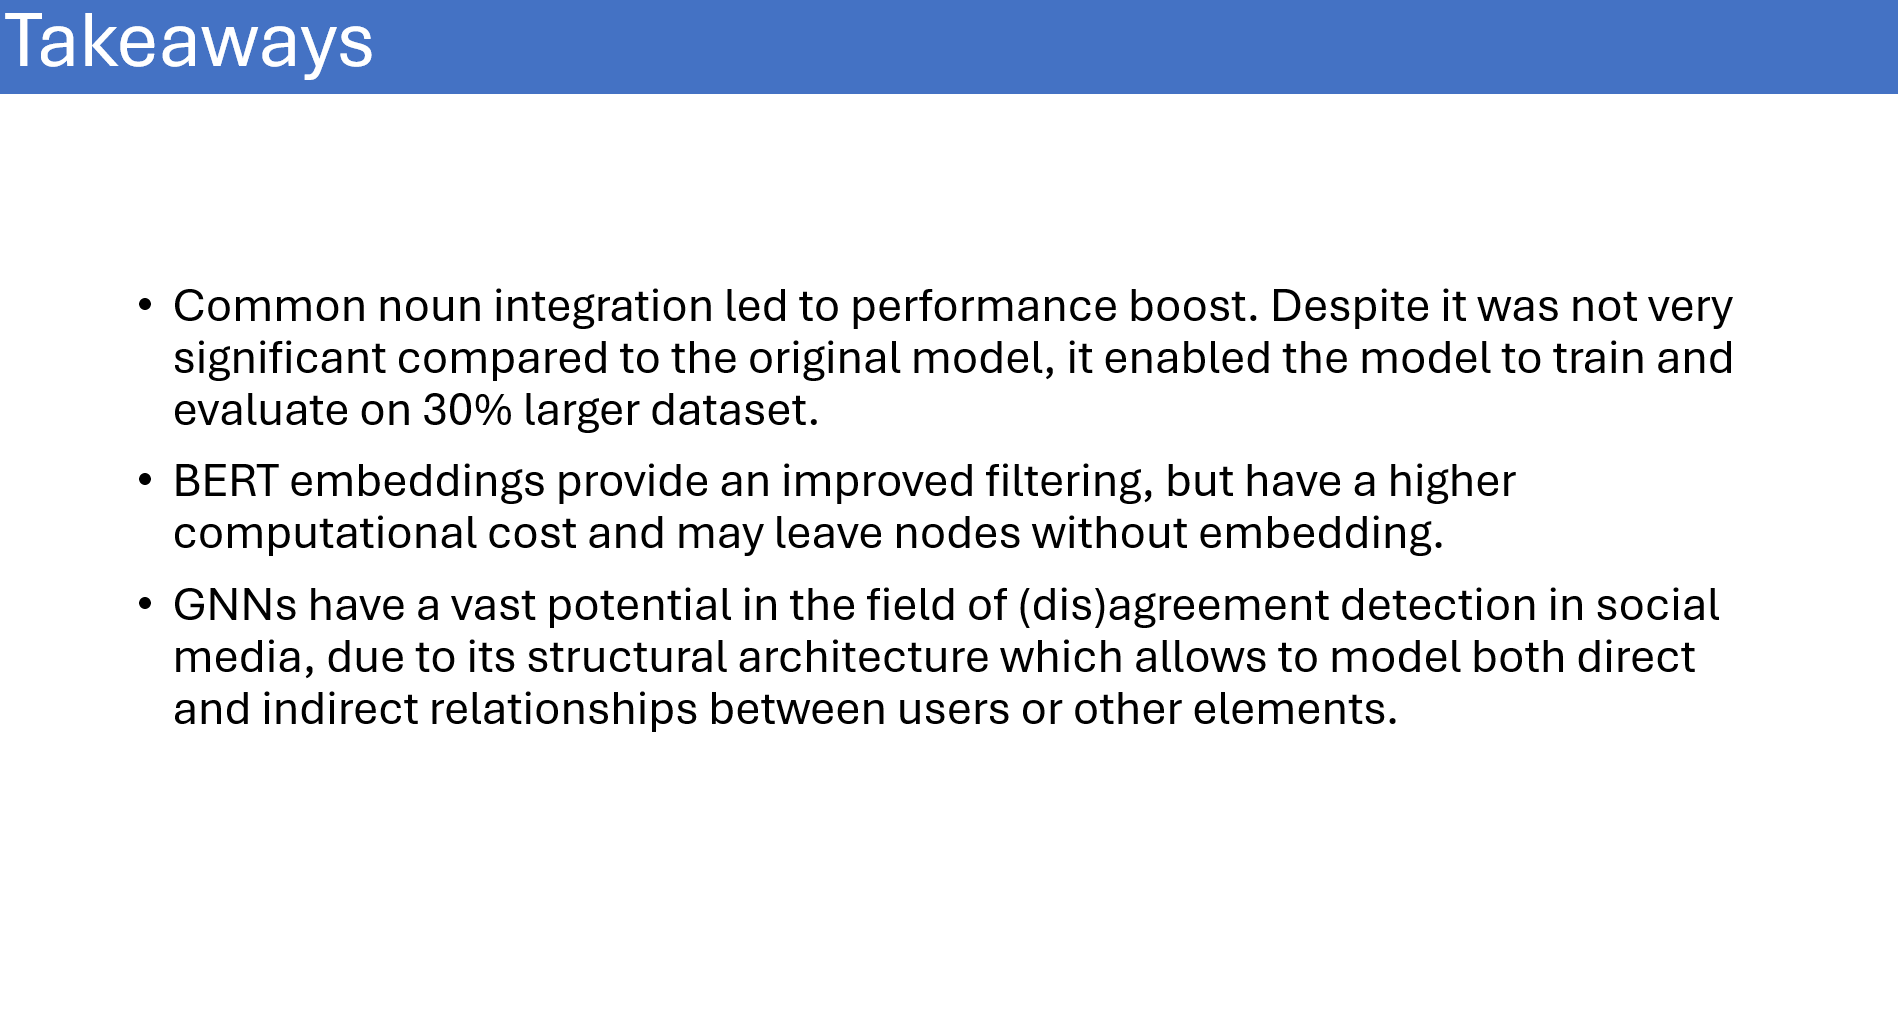 Takeaways
• Common noun integration led to performance boost. Despite it was not very
significant compared to the original model, it enabled the model to train and
evaluate on 30% larger dataset.
• BERT embeddings provide an improved filtering, but have a higher
computational cost and may leave nodes without embedding.
• GNNs have a vast potential in the field of (dis)agreement detection in social
media, due to its structural architecture which allows to model both direct
and indirect relationships between users or other elements.